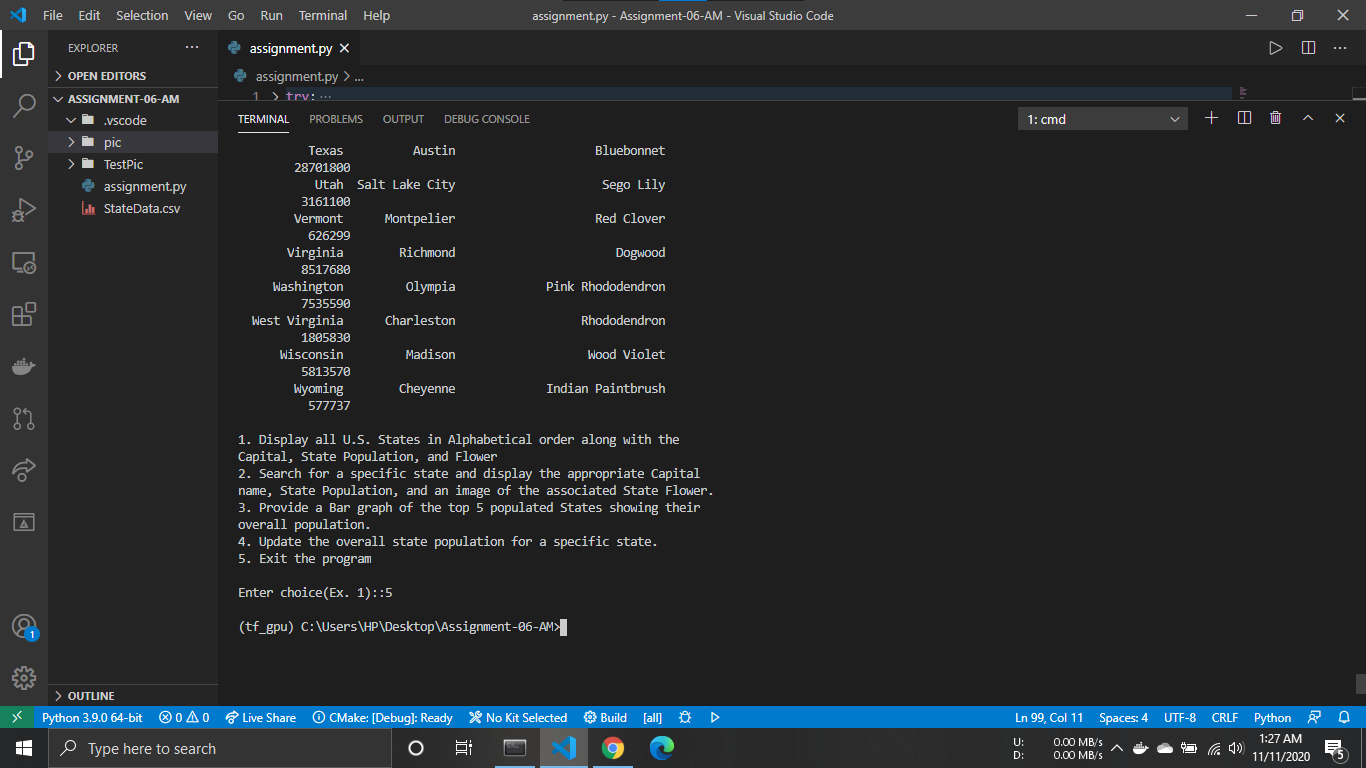 File Edit Selection View Go Run Terminal Help assignment.py - Assignment-06-AM - Visual Studio Code
EXPLORER
OPEN EDITORS
ASSIGNMENT-06-AM
.vscode
pic
TestPic
assignment.py
StateData.csv
OUTLINE
1
assignment.py
assignment.py > ...
1 > try: ...
TERMINAL PROBLEMS OUTPUT DEBUG CONSOLE 1: cmd
Texas Austin Bluebonnet
28701800
Utah Salt Lake City Sego Lily
3161100
Vermont Montpelier Red Clover
626299
Virginia Richmond Dogwood
8517680
Washington Olympia Pink Rhododendron
7535590
West Virginia Charleston Rhododendron
1805830
Wisconsin Madison Wood Violet
5813570
Wyoming Cheyenne Indian Paintbrush
577737
1. Display all U.S. States in Alphabetical order along with the
Capital, State Population, and Flower
2. Search for a specific state and display the appropriate Capital
name, State Population, and an image of the associated State Flower.
3. Provide a Bar graph of the top 5 populated States showing their
overall population.
4. Update the overall state population for a specific state.
5. Exit the program
Enter choice(Ex. 1)::5
(tf_gpu) C:\Users\HP\Desktop\Assignment-06-AM>
Python 3.9.0 64-bit 0 0 Live Share CMake: [Debug]: Ready No Kit Selected Build [all] Ln 99, Col 11 Spaces: 4 UTF-8 CRLF Python
Type here to search
U: 0.00 MB/s
D: 0.00 MB/s
1:27 AM
11/11/2020
5